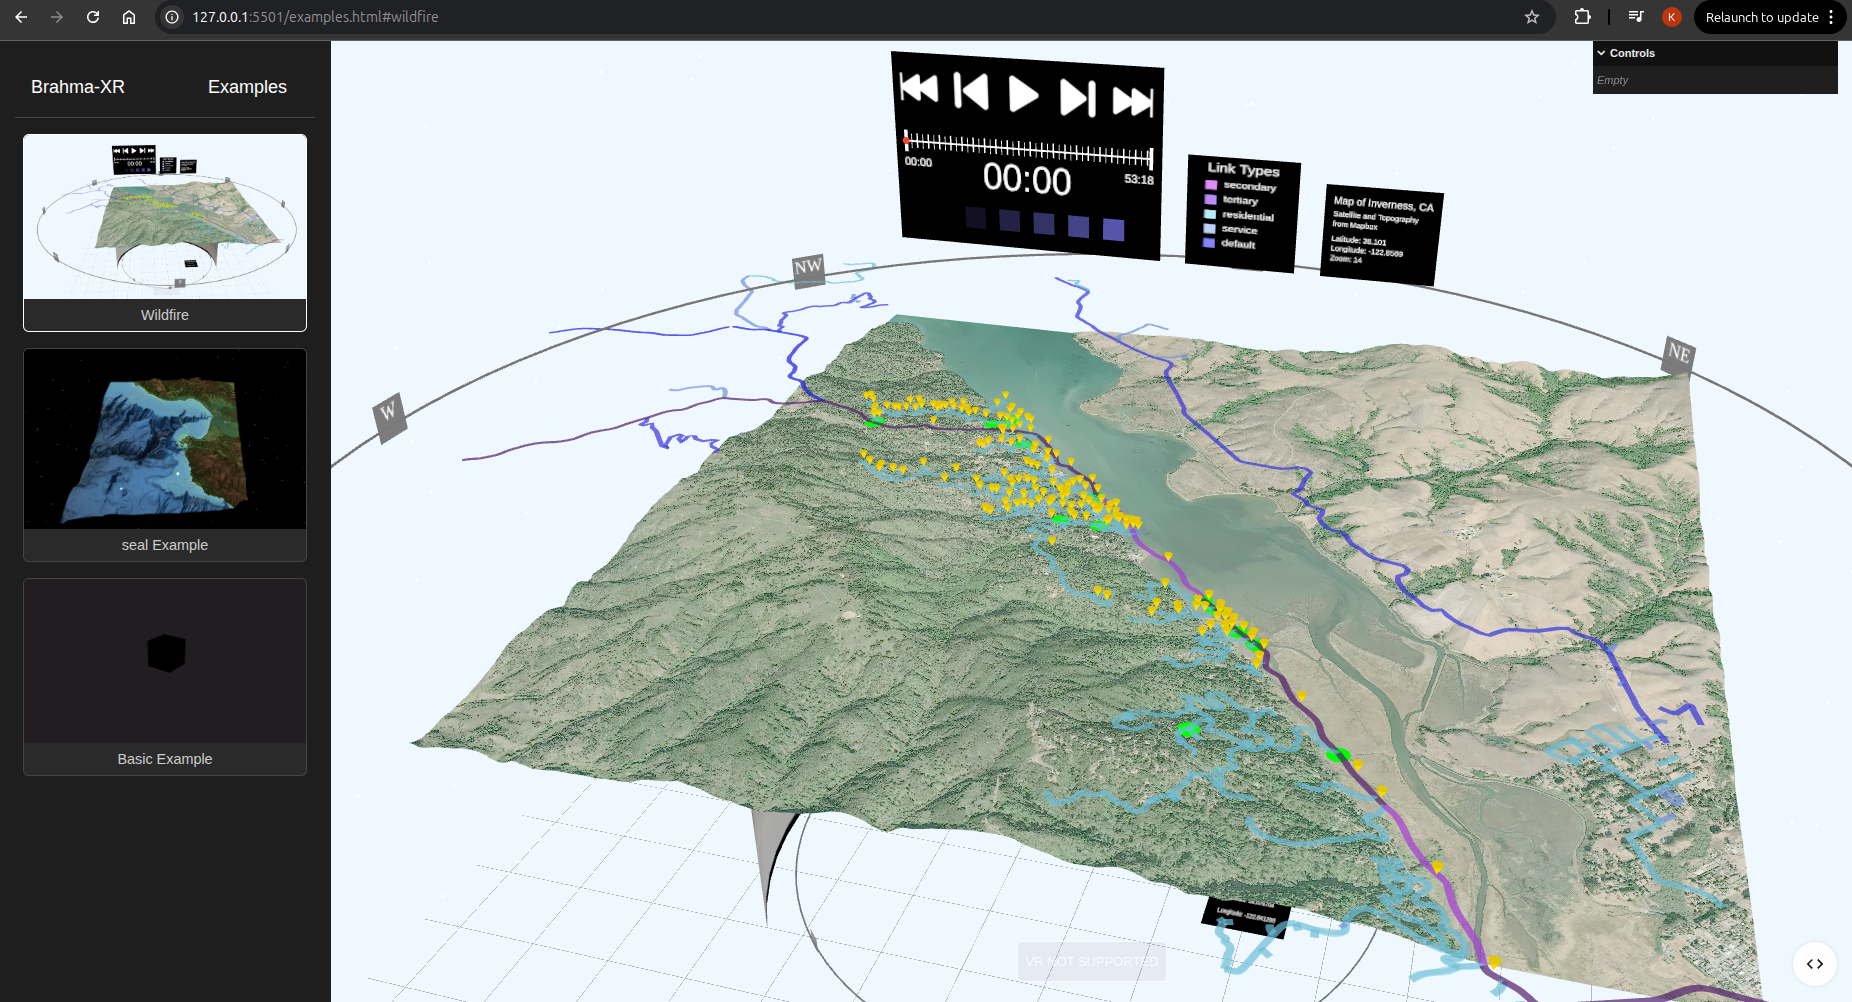 127.0.0.1:5501/examples.html#wildfire
K
Relaunch to update
Brahma-XR
Examples
Wildfire
seal Example
Basic Example
Controls
Empty
00:00
00:00
53:18
Link Types
secondary
tertiary
residential
service
default
Map of Inverness, CA
Satellite and Topography
from Mapbox
Latitude: 38.101
Longitude: -122.8569
Zoom: 14
NW
NE
W
VR NOT SUPPORTED